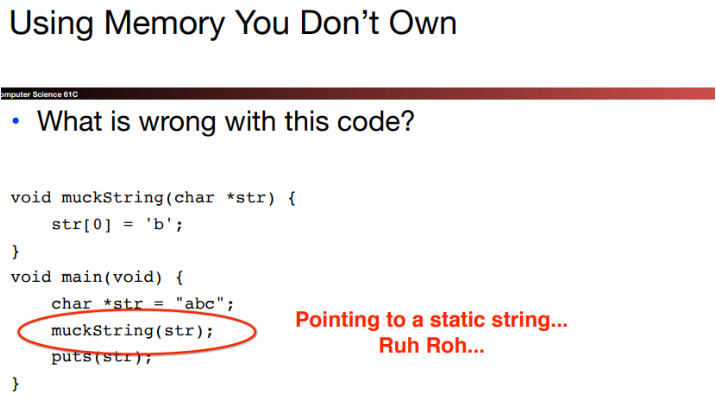 Using Memory You Don’t Own
omputer Science 61C
• What is wrong with this code?
void muckString(char *str) {
    str[0] = 'b';
}
void main(void) {
    char *str = "abc";
    muckString(str);
    puts(str);
}
Pointing to a static string...
Ruh Roh...